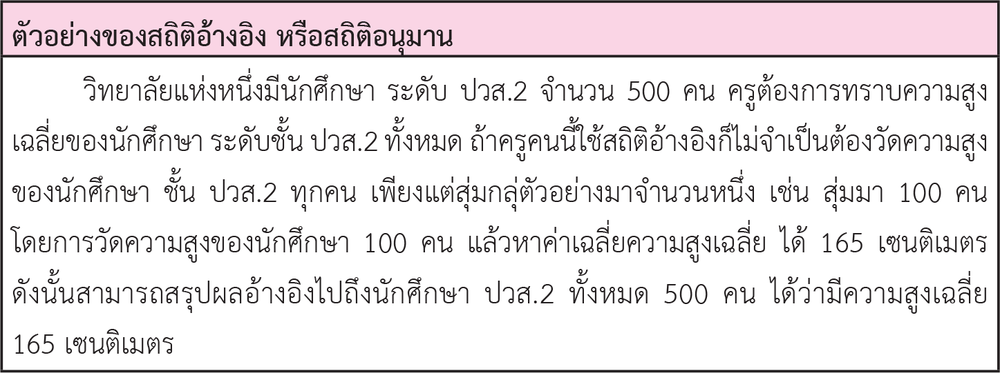 ตัวอย่างของสถิติอ้างอิง หรือสถิติอนุมาน
วิทยาลัยแห่งหนึ่งมีนักศึกษา ระดับ ปวส.2 จำนวน 500 คน ครูต้องการทราบความสูง
เฉลี่ยของนักศึกษา ระดับชั้น ปวส.2 ทั้งหมด ถ้าครูคนนี้ใช้สถิติอ้างอิงก็ไม่จำเป็นต้องวัดความสูง
ของนักศึกษา ชั้น ปวส.2 ทุกคน เพียงแต่สุ่มกลุ่มตัวอย่างมาจำนวนหนึ่ง เช่น สุ่มมา 100 คน
โดยการวัดความสูงของนักศึกษา 100 คน แล้วหาค่าเฉลี่ยความสูงเฉลี่ย ได้ 165 เซนติเมตร
ดังนั้นสามารถสรุปผลอ้างอิงไปถึงนักศึกษา ปวส.2 ทั้งหมด 500 คน ได้ว่ามีความสูงเฉลี่ย
165 เซนติเมตร